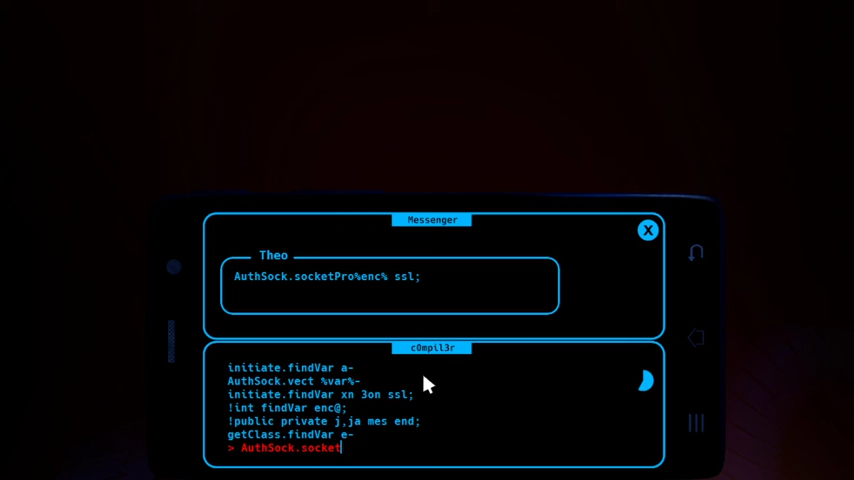 Messenger
X
Theo
AuthSock.socketPro%enc% ssl;
c0mpil3r
initiate.findVar a-
AuthSock.vect %var%-
initiate.findVar xn 3on ssl;
!int findVar enc@;
!public private j,ja mes end;
getClass.findVar e-
> AuthSock.socket